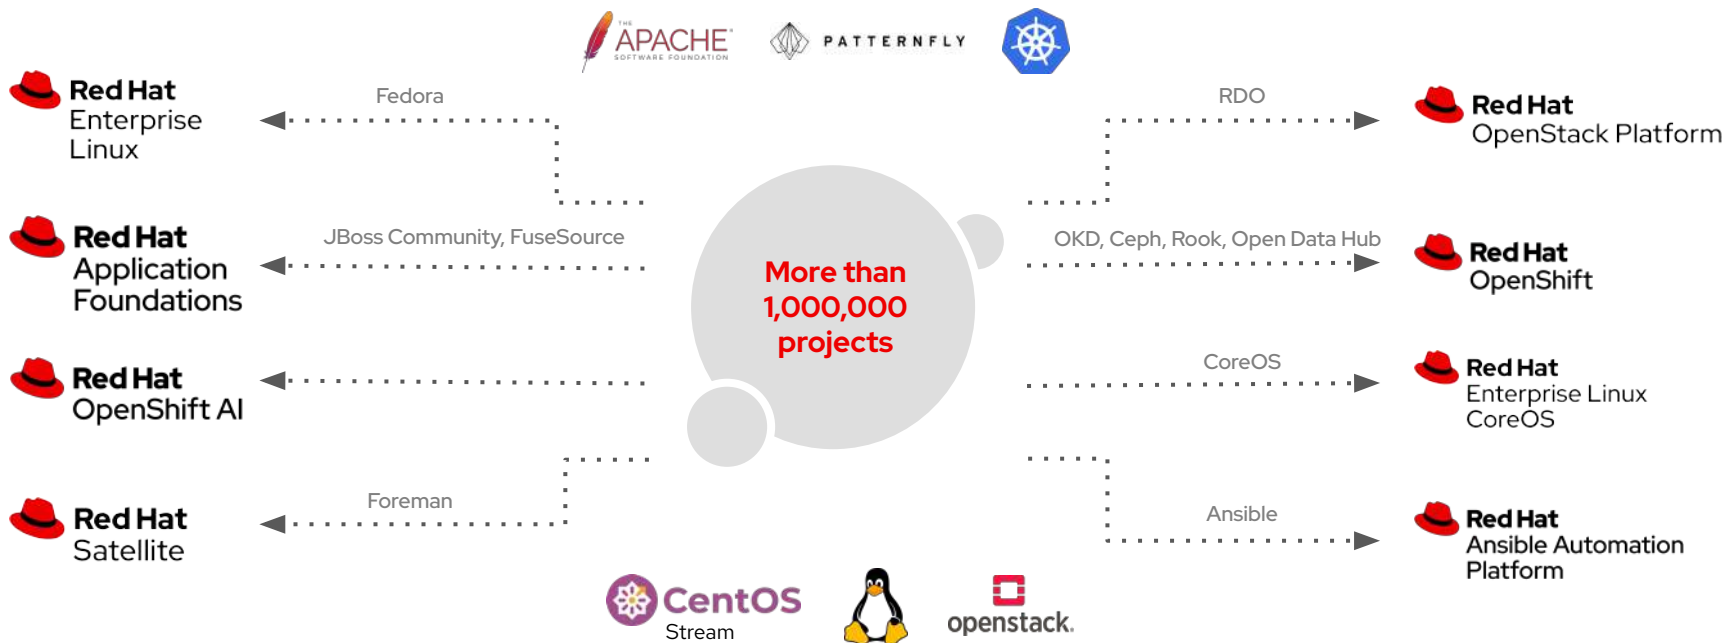 THE
APACHE®
SOFTWARE FOUNDATION
PATTERNFLY
Red Hat
Enterprise
Linux
Fedora
RDO
Red Hat
OpenStack Platform
Red Hat
Application
Foundations
JBoss Community, FuseSource
More than
1,000,000
projects
OKD, Ceph, Rook, Open Data Hub
Red Hat
OpenShift
Red Hat
OpenShift AI
CoreOS
Red Hat
Enterprise Linux
CoreOS
Red Hat
Satellite
Foreman
Ansible
Red Hat
Ansible Automation
Platform
CentOS
Stream
openstack.